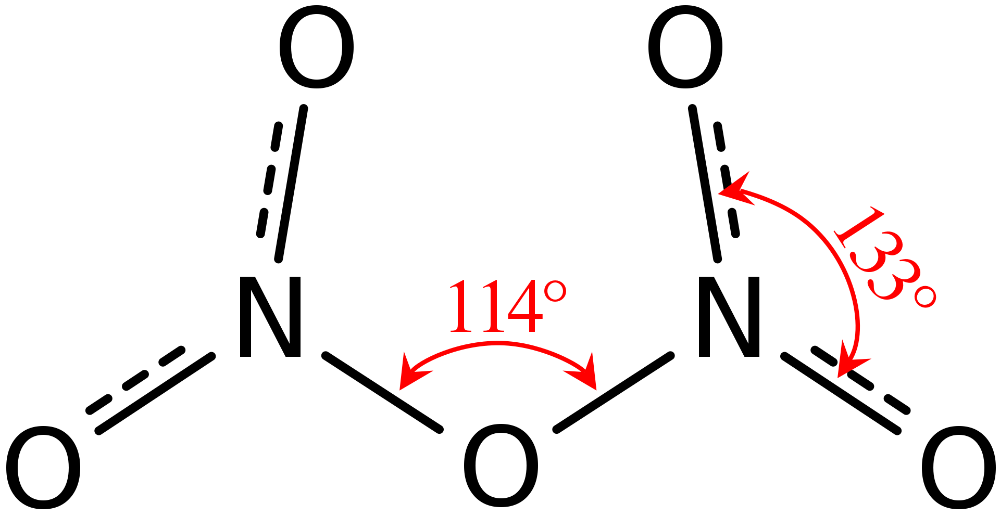 O O
133°
N 114° N
O O O